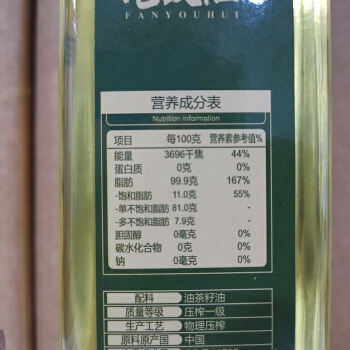 FANYOUHUI
营养成分表
Nutrition information
项目 每100克 营养素参考值%
能量 3696千焦 44%
蛋白质 0克 0%
脂肪 99.9克 167%
-饱和脂肪 11.0克 55%
-单不饱和脂肪 81.0克 -
-多不饱和脂肪 7.9克 -
胆固醇 0毫克 0%
碳水化合物 0克 0%
钠 0毫克 0%
配料 油茶籽油
质量等级 压榨一级
生产工艺 物理压榨
原料原产国 中国